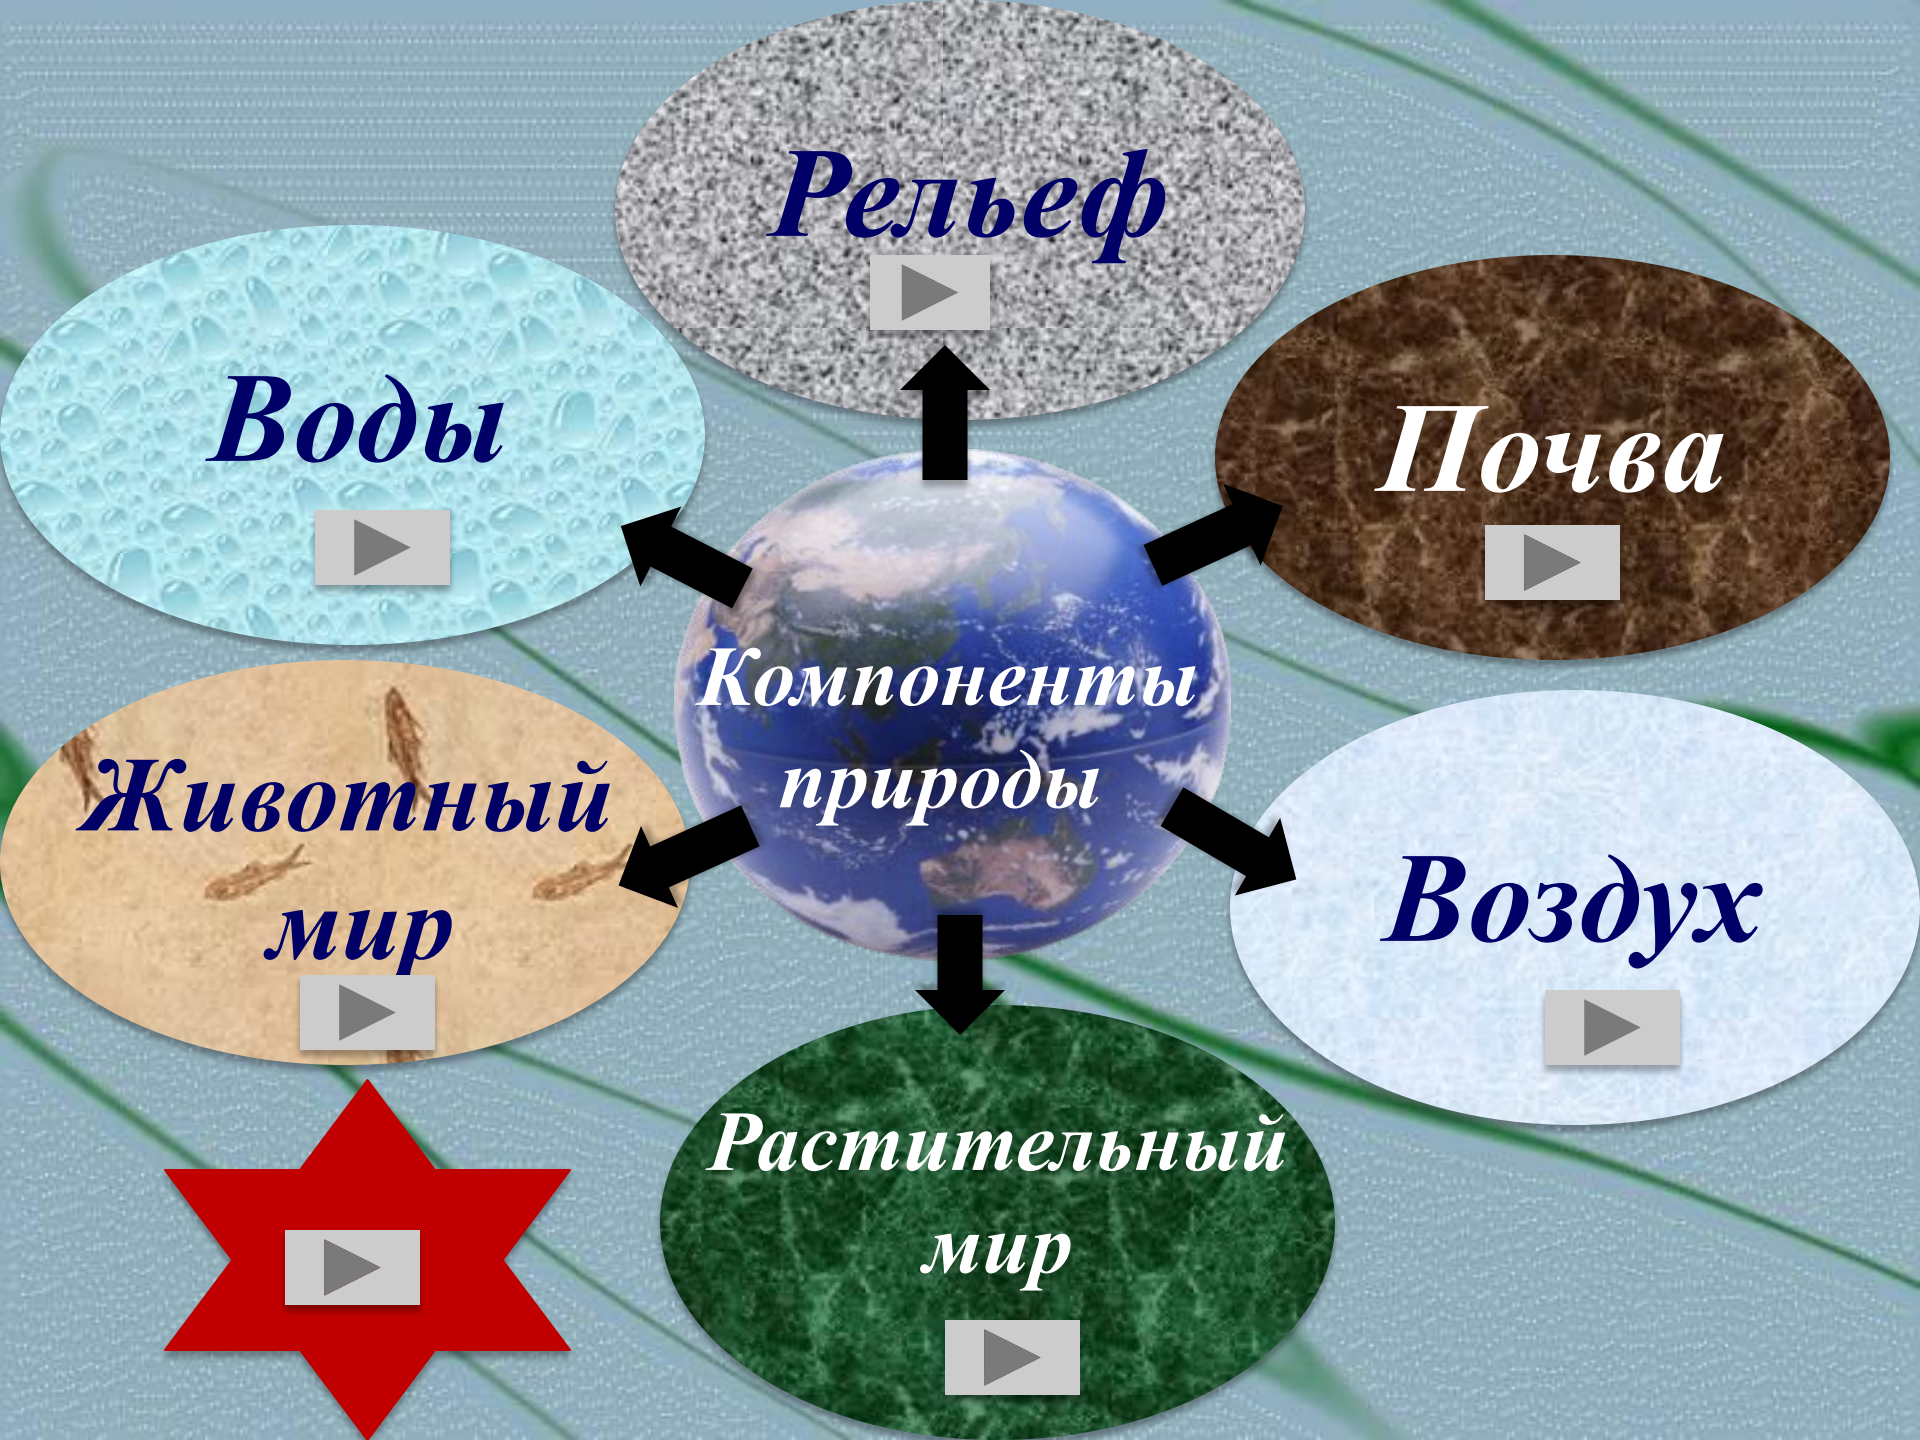 Рельеф
Воды
Почва
Компоненты
природы
Животный
мир
Воздух
Растительный
мир